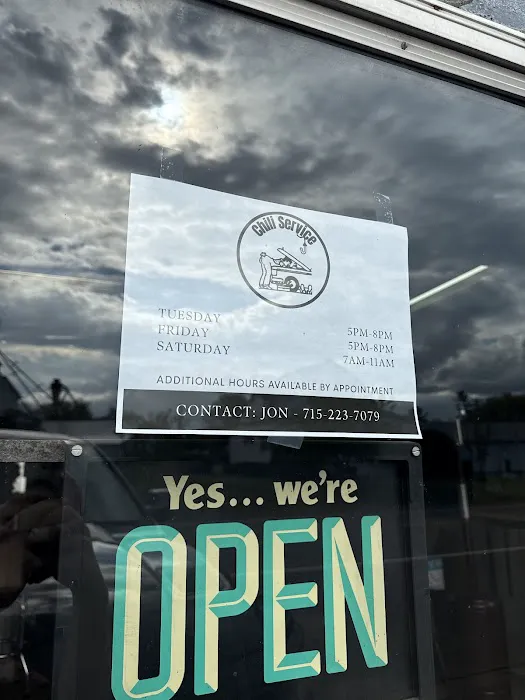 Chili Service
TUESDAY 5PM-8PM
FRIDAY 5PM-8PM
SATURDAY 7AM-11AM
ADDITIONAL HOURS AVAILABLE BY APPOINTMENT
CONTACT: JON - 715-223-7079
Yes... we're
OPEN